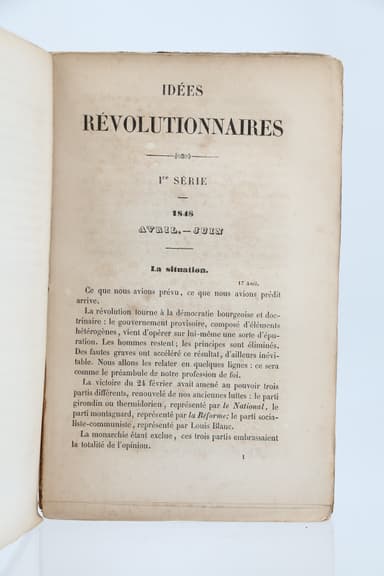 IDÉES
RÉVOLUTIONNAIRES
Ire SÉRIE
1848
AVRIL.—JUIN
La situation.
17 Avril.
Ce que nous avions prévu, ce que nous avions prédit
arrive.
La révolution tourne à la démocratie bourgeoise et doc-
trinaire : le gouvernement provisoire, composé d'éléments
hétérogènes, vient d'opérer sur lui-même une sorte d'épu-
ration. Les hommes restent; les principes sont éliminés.
Des fautes graves ont accéléré ce résultat, d'ailleurs inévi-
table. Nous allons les relater en quelques lignes : ce sera
comme le préambule de notre profession de foi.
La victoire du 24 février avait amené au pouvoir trois
partis différents, renouvelé de nos anciennes luttes : le parti
girondin ou thermidorien, représenté par le National, le
parti montagnard, représenté par la Réforme; le parti socia-
liste-communiste, représenté par Louis Blanc.
La monarchie étant exclue, ces trois partis embrassaient
la totalité de l'opinion.
1